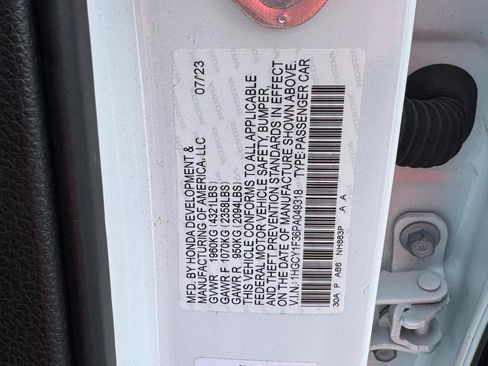 MFD. BY HONDA DEVELOPMENT & 07/23
MANUFACTURING OF AMERICA, LLC
GVWR 1960KG (4321LBS)
GAWR F 1070KG (2358LBS)
GAWR R 950KG (2094LBS)
THIS VEHICLE CONFORMS TO ALL APPLICABLE
FEDERAL MOTOR VEHICLE SAFETY, BUMPER,
AND THEFT PREVENTION STANDARDS IN EFFECT
ON THE DATE OF MANUFACTURE SHOWN ABOVE.
V.I.N.: 1HGCY1F36PA049318 TYPE:PASSENGER CAR
30A P A86 NH883P A A